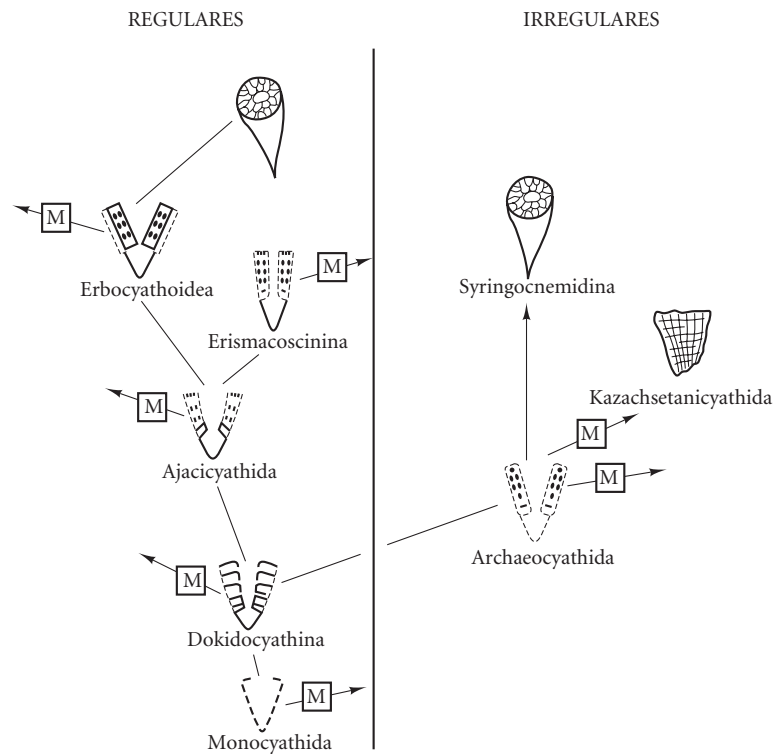 REGULARES
IRREGULARES
M
Erbocyathoidea
M
Erismacoscinina
Syringocnemidina
Kazachsetanicyathida
M
Ajacicyathida
M
M
Archaeocyathida
M
Dokidocyathina
M
Monocyathida